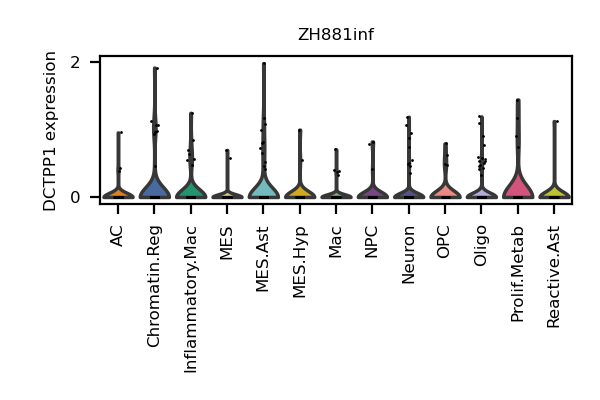 ZH881inf
DCTPP1 expression
2
0
AC
Chromatin.Reg
Inflammatory.Mac
MES
MES.Ast
MES.Hyp
Mac
NPC
Neuron
OPC
Oligo
Prolif.Metab
Reactive.Ast